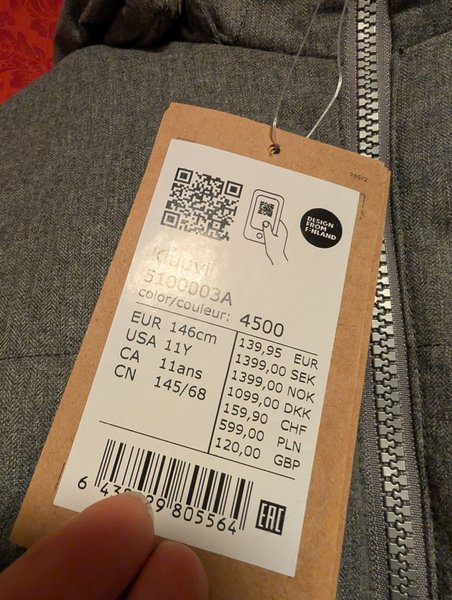 96572
DESIGN
FROM
FINLAND
5100003A
color/couleur: 4500
EUR 146cm
USA 11Y
CA 11ans
CN 145/68
139,95 EUR
1399,00 SEK
1399,00 NOK
1099,00 DKK
159,90 CHF
599,00 PLN
120,00 GBP
805564
EAC